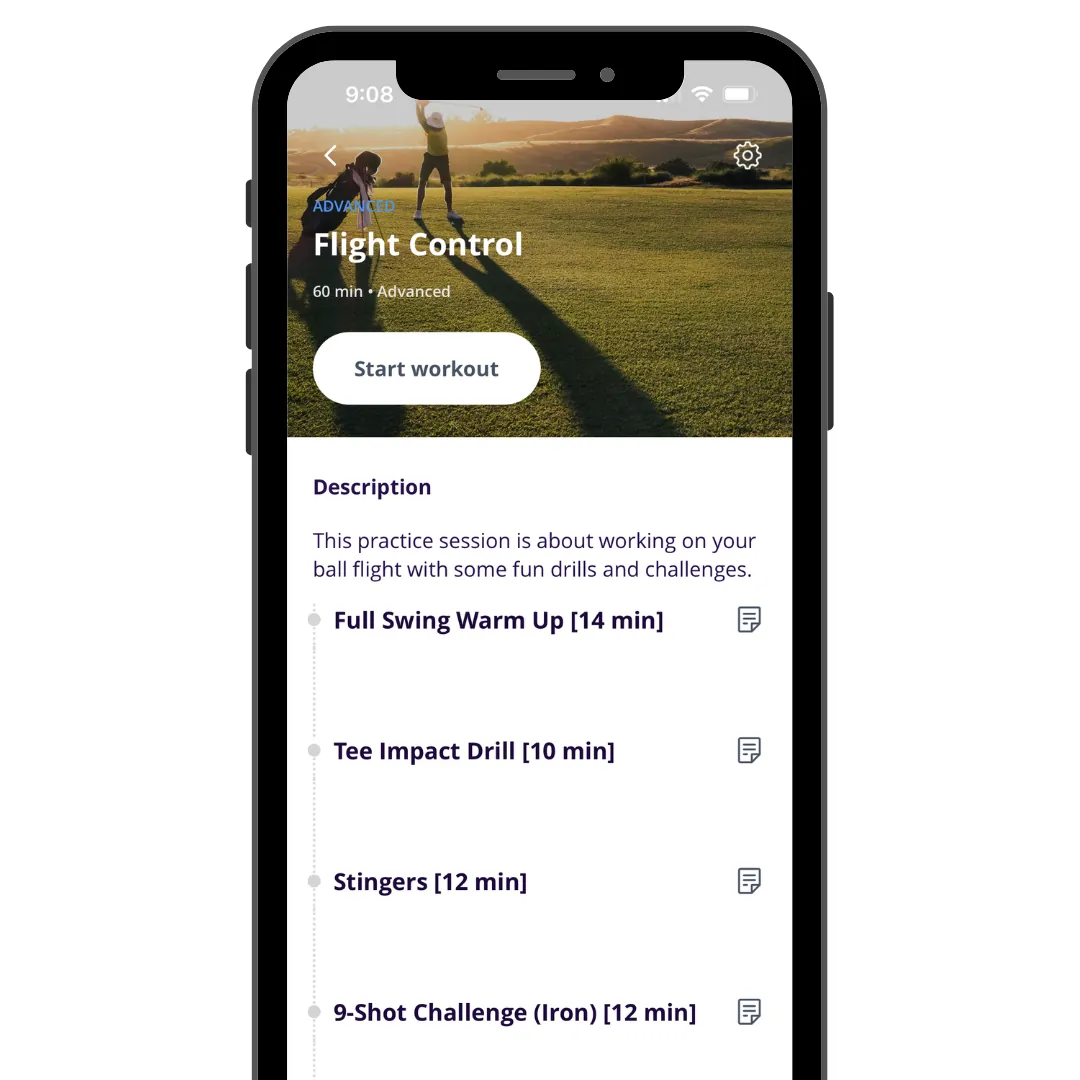 9:08
ADVANCED
Flight Control
60 min • Advanced
Start workout
Description
This practice session is about working on your
ball flight with some fun drills and challenges.
Full Swing Warm Up [14 min]
Tee Impact Drill [10 min]
Stingers [12 min]
9-Shot Challenge (Iron) [12 min]